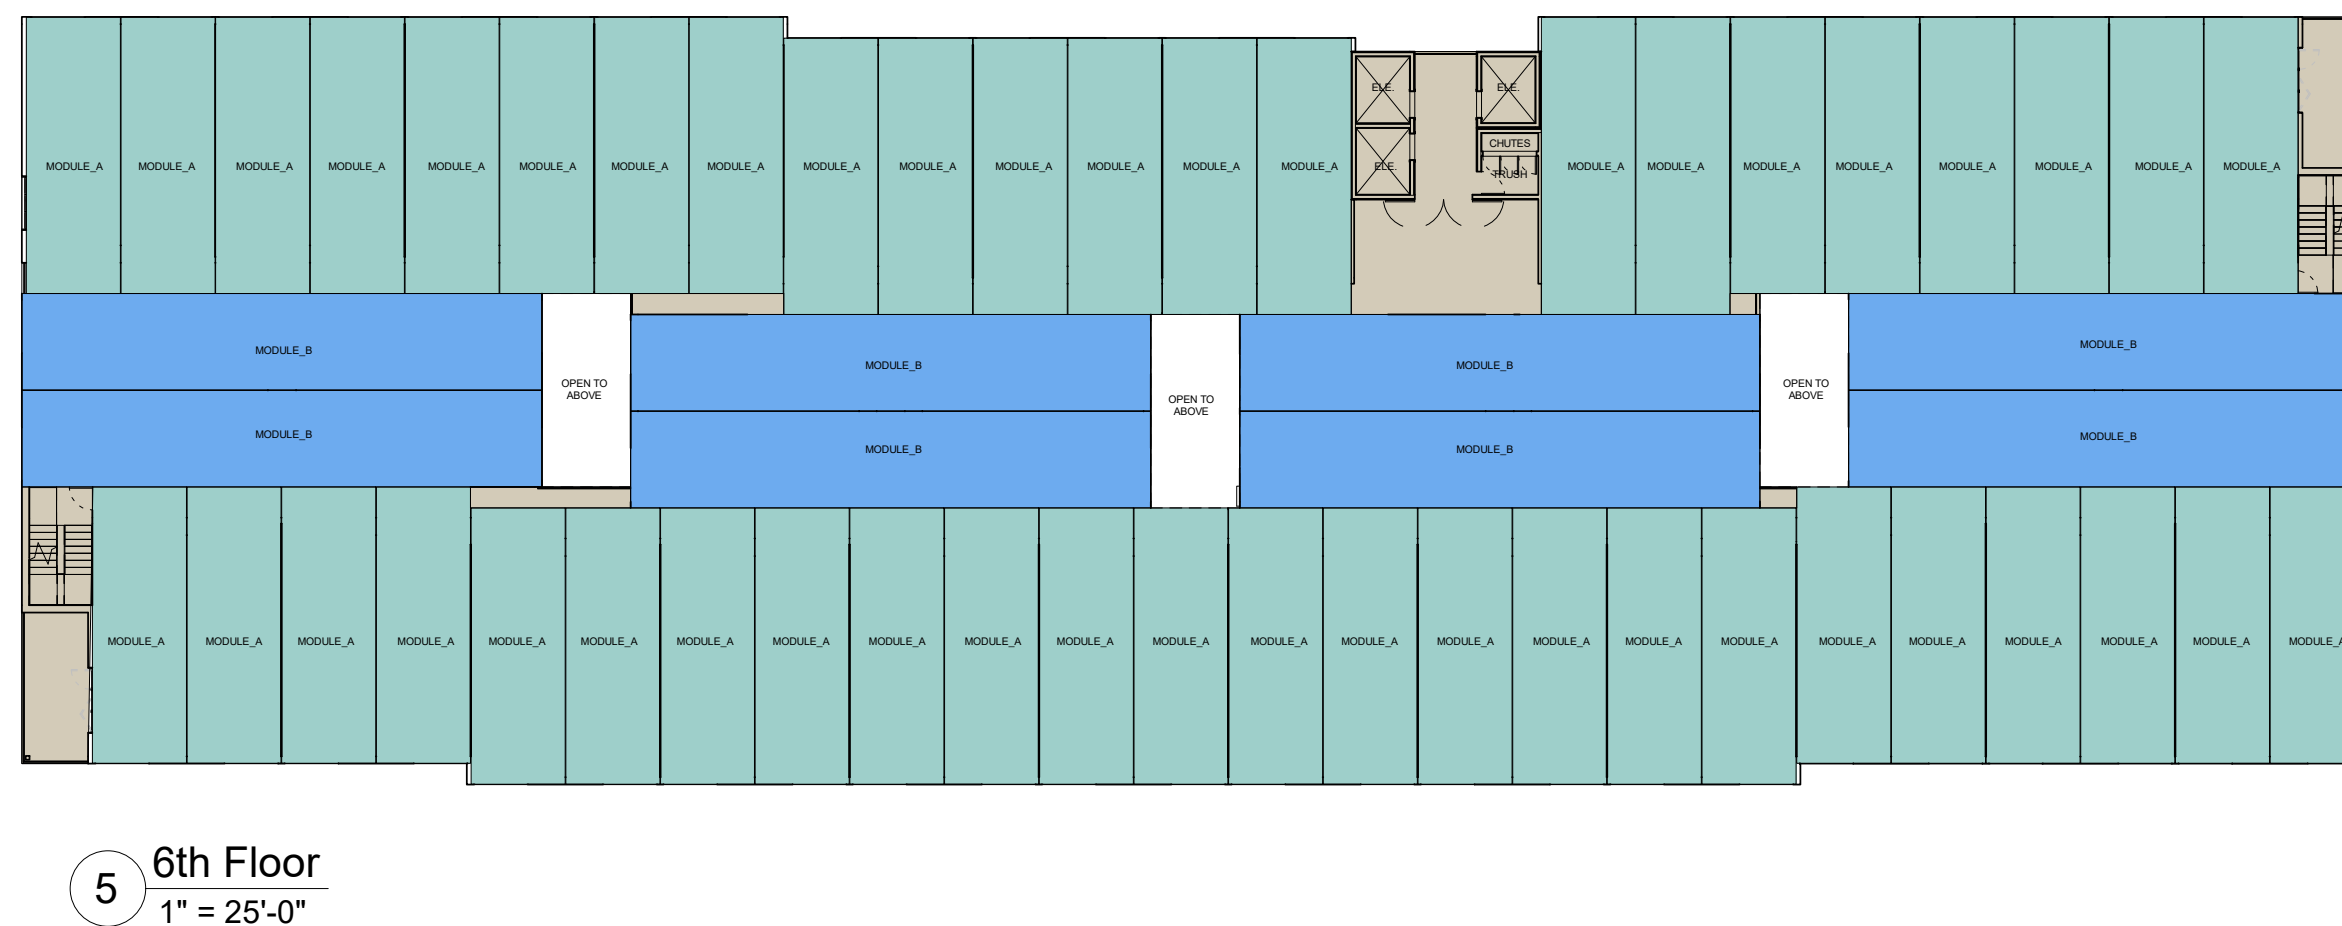 MODULE_A MODULE_A MODULE_A MODULE_A MODULE_A MODULE_A MODULE_A MODULE_A MODULE_A MODULE_A MODULE_A MODULE_A MODULE_A MODULE_A
ELE.
ELE.
ELE.
CHUTES
TRUSH
MODULE_A MODULE_A MODULE_A MODULE_A MODULE_A MODULE_A MODULE_A MODULE_A
MODULE_B
MODULE_B
OPEN TO
ABOVE
MODULE_B
MODULE_B
OPEN TO
ABOVE
MODULE_B
MODULE_B
OPEN TO
ABOVE
MODULE_B
MODULE_B
MODULE_A MODULE_A MODULE_A MODULE_A MODULE_A MODULE_A MODULE_A MODULE_A MODULE_A MODULE_A MODULE_A MODULE_A MODULE_A MODULE_A MODULE_A MODULE_A MODULE_A MODULE_A MODULE_A MODULE_A MODULE_A MODULE_A MODULE_A MODULE_A
5
6th Floor
1" = 25'-0"